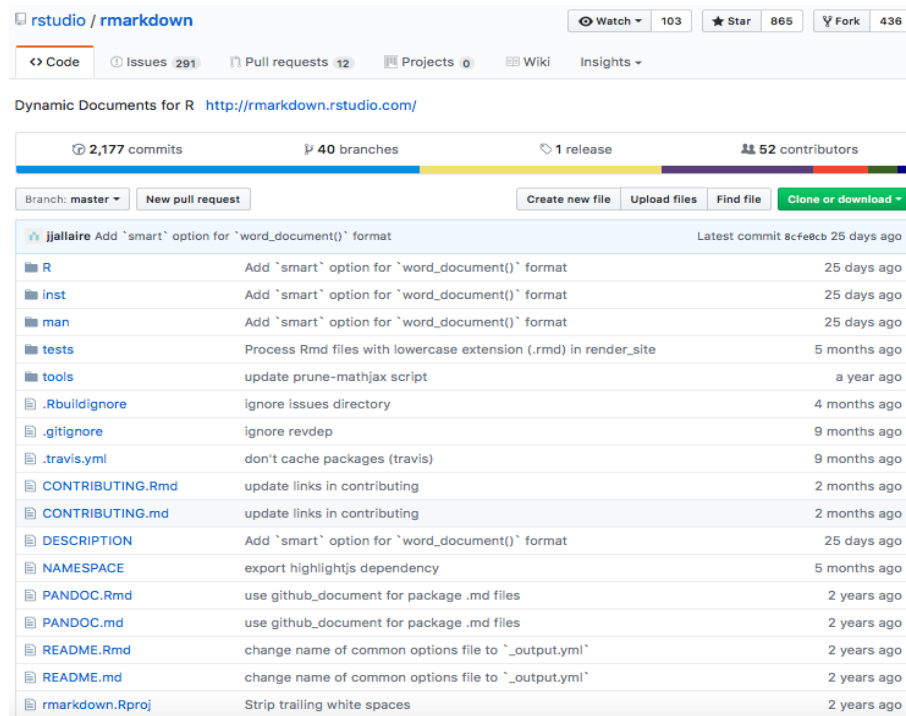 rstudio / rmarkdown Watch 103 Star 865 Fork 436
Code Issues 291 Pull requests 12 Projects 0 Wiki Insights
Dynamic Documents for R http://rmarkdown.rstudio.com/
2,177 commits 40 branches 1 release 52 contributors
Branch: master New pull request Create new file Upload files Find file Clone or download
jjallaire Add `smart` option for `word_document()` format Latest commit 8cfe0cb 25 days ago
R Add `smart` option for `word_document()` format 25 days ago
inst Add `smart` option for `word_document()` format 25 days ago
man Add `smart` option for `word_document()` format 25 days ago
tests Process Rmd files with lowercase extension (.rmd) in render_site 5 months ago
tools update prune-mathjax script a year ago
.Rbuildignore ignore issues directory 4 months ago
.gitignore ignore revdep 9 months ago
.travis.yml don't cache packages (travis) 9 months ago
CONTRIBUTING.Rmd update links in contributing 2 months ago
CONTRIBUTING.md update links in contributing 2 months ago
DESCRIPTION Add `smart` option for `word_document()` format 25 days ago
NAMESPACE export highlightjs dependency 5 months ago
PANDOC.Rmd use github_document for package .md files 2 years ago
PANDOC.md use github_document for package .md files 2 years ago
README.Rmd change name of common options file to `_output.yml` 2 years ago
README.md change name of common options file to `_output.yml` 2 years ago
rmarkdown.Rproj Strip trailing white spaces 2 years ago